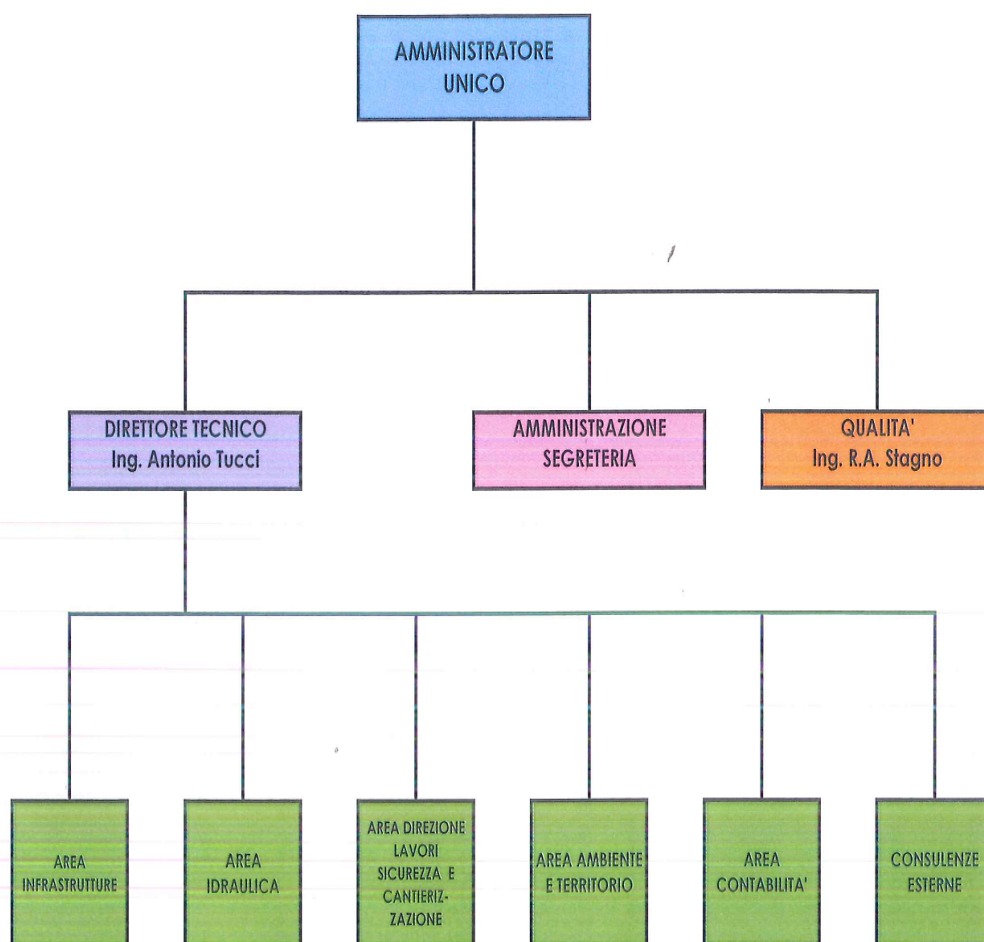 AMMINISTRATORE
UNICO
DIRETTORE TECNICO
Ing. Antonio Tucci
AMMINISTRAZIONE
SEGRETERIA
QUALITA'
Ing. R.A. Stagno
AREA
INFRASTRUTTURE
AREA
IDRAULICA
AREA DIREZIONE
LAVORI
SICUREZZA E
CANTIERIZ-
ZAZIONE
AREA AMBIENTE
E TERRITORIO
AREA
CONTABILITA'
CONSULENZE
ESTERNE